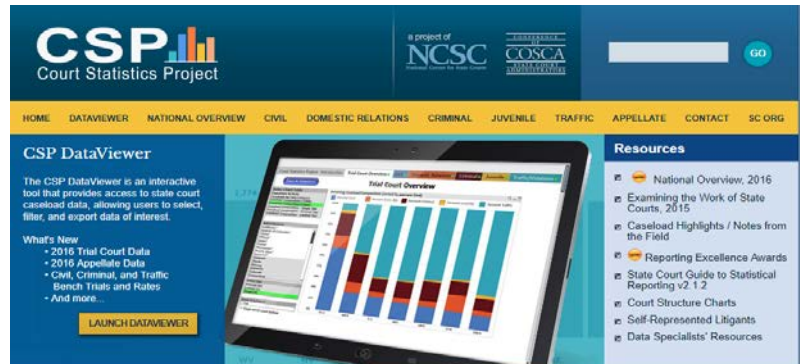 CSP
Court Statistics Project
a project of
NCSC
CONFERENCE
OF
COSCA
STATE COURT
ADMINISTRATORS
GO
HOME DATAVIEWER NATIONAL OVERVIEW CIVIL DOMESTIC RELATIONS CRIMINAL JUVENILE TRAFFIC APPELLATE CONTACT SC ORG
CSP DataViewer
The CSP DataViewer is an interactive
tool that provides access to state court
caseload data, allowing users to select,
filter, and export data of interest.
What's New
• 2016 Trial Court Data
• 2016 Appellate Data
• Civil, Criminal, and Traffic
Bench Trials and Rates
• And more...
LAUNCH DATAVIEWER
Trial Court Overview
Resources
National Overview, 2016
Examining the Work of State
Courts, 2015
Caseload Highlights / Notes from
the Field
Reporting Excellence Awards
State Court Guide to Statistical
Reporting v2.1.2
Court Structure Charts
Self-Represented Litigants
Data Specialists' Resources